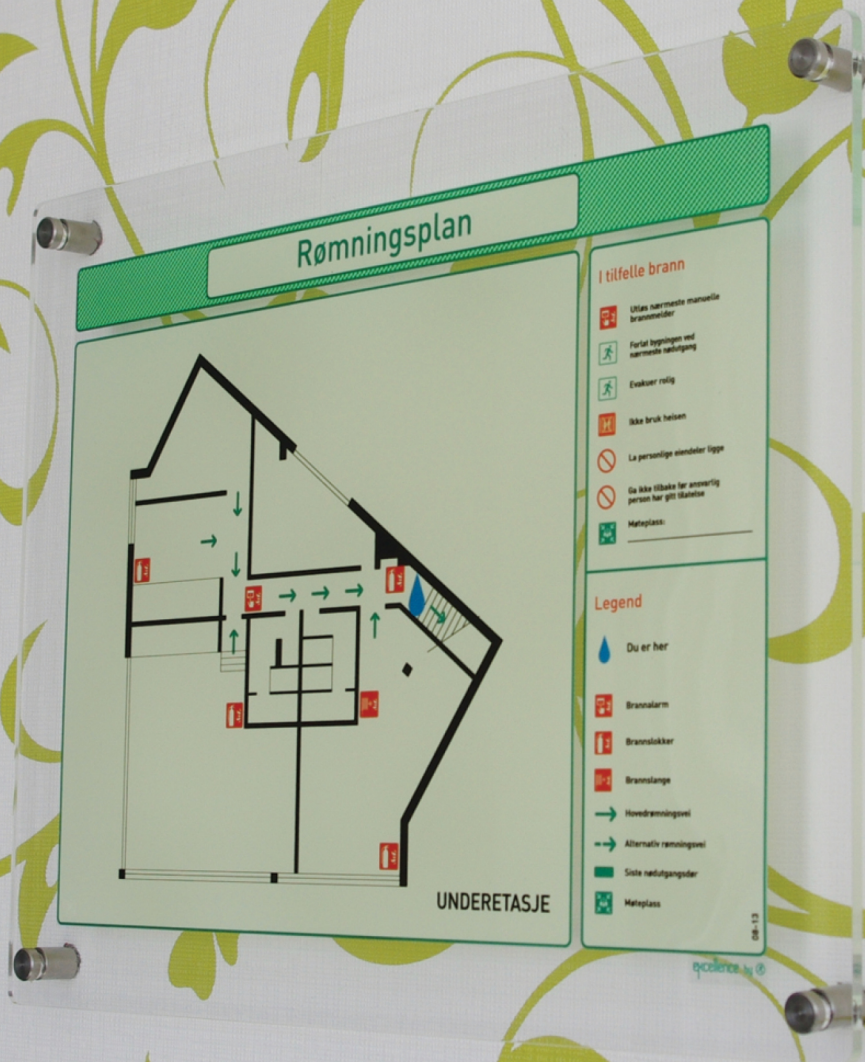 Rømningsplan
I tilfelle brann
Utløs nærmeste manuelle
brannmelder
Forlat bygningen ved
nærmeste nødutgang
Evakuer rolig
Ikke bruk heisen
La personlige eiendeler ligge
Gå ikke tilbake før ansvarlig
person har gitt tillatelse
Møteplass:
Legend
Du er her
Brannalarm
Brannslokker
Brannslange
Hovedrømningsvei
Alternativ rømningsvei
Siste nødutgangsdør
Møteplass
UNDERETASJE
08-13
excellence by